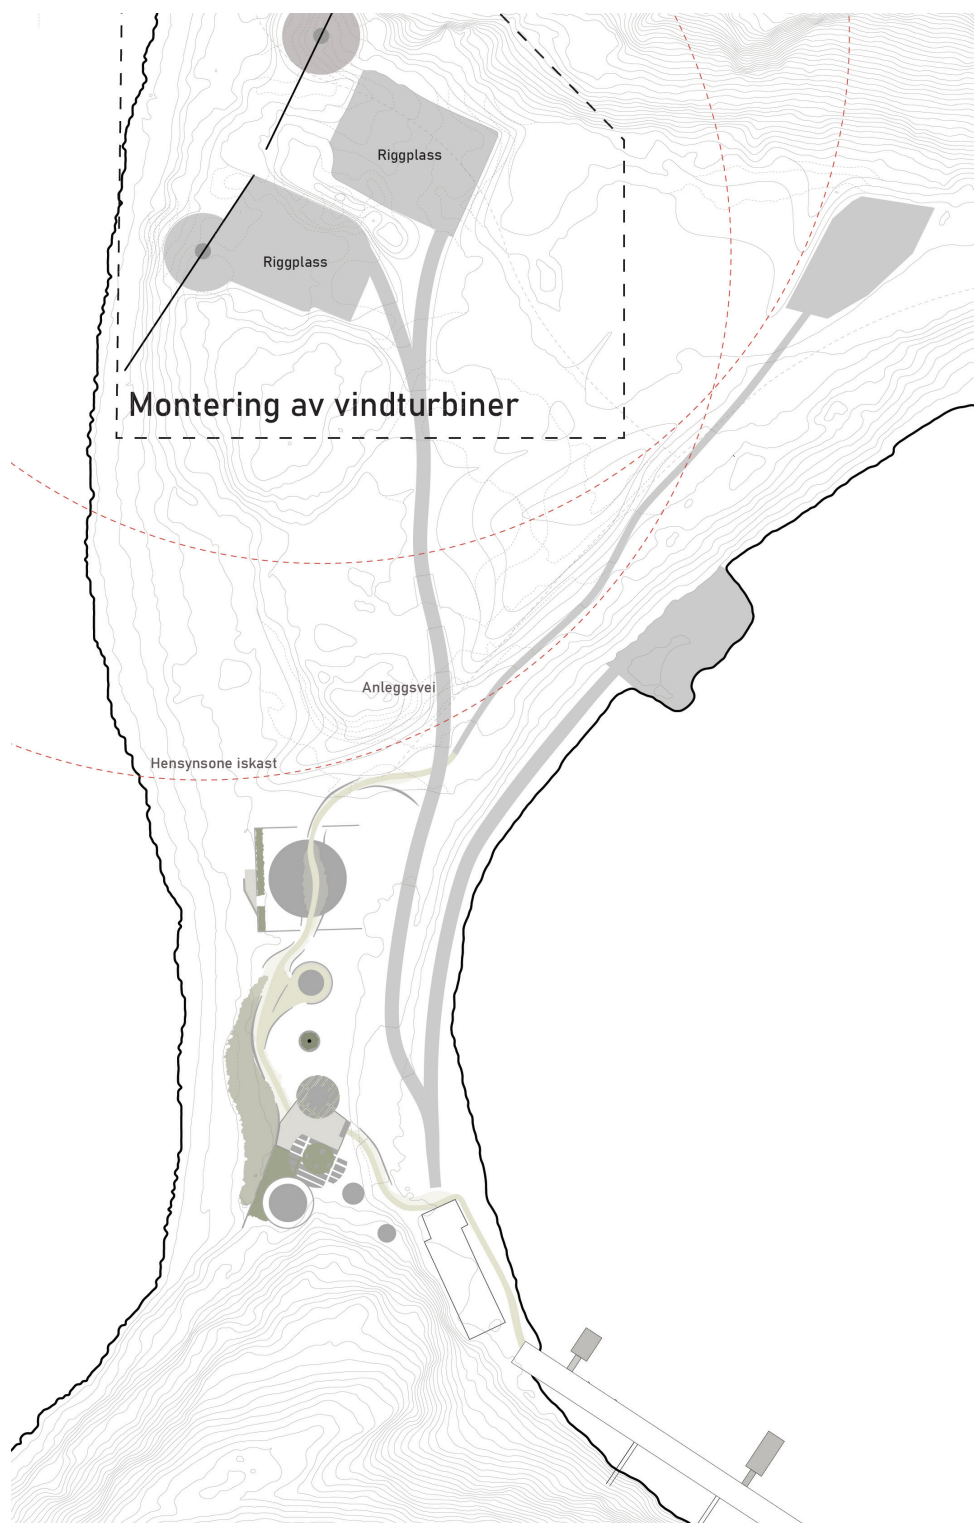 Riggplass
Riggplass
Montering av vindturbiner
Anleggsvei
Hensynsone iskast